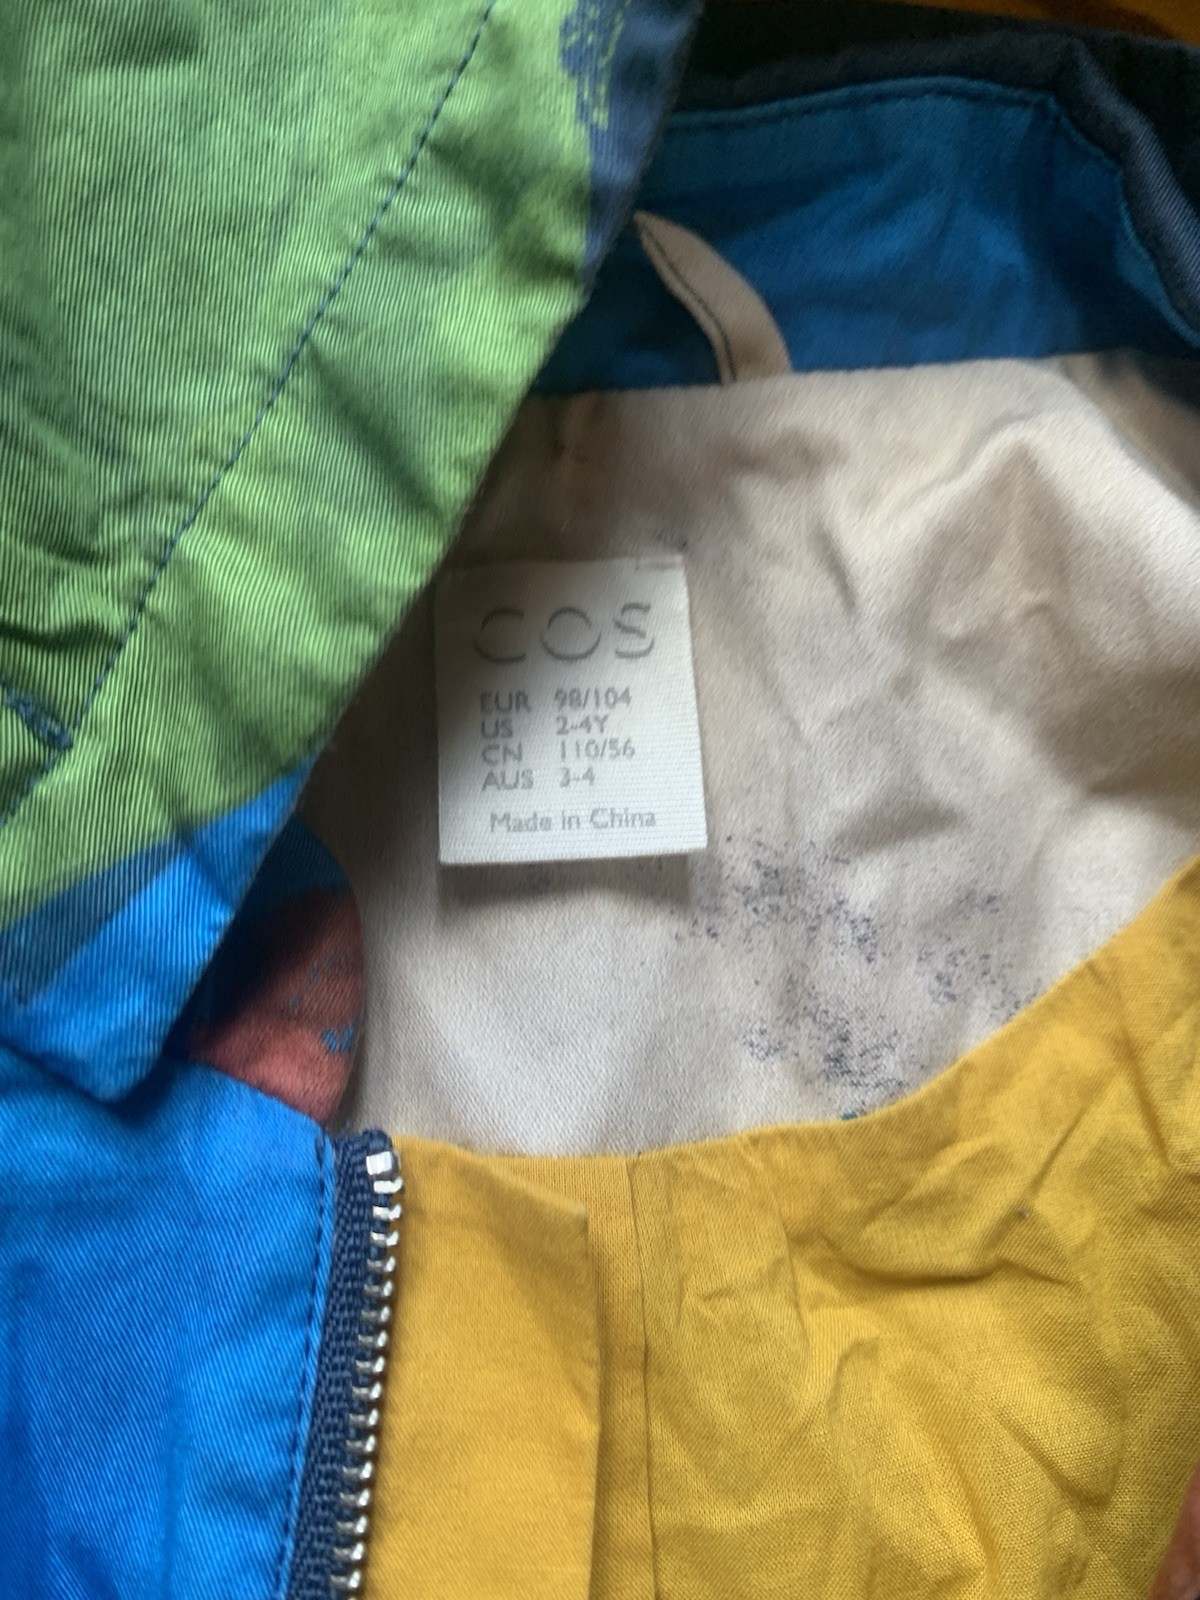 COS
EUR 98/104
US 2-4Y
CN 110/56
AUS 3-4
Made in China